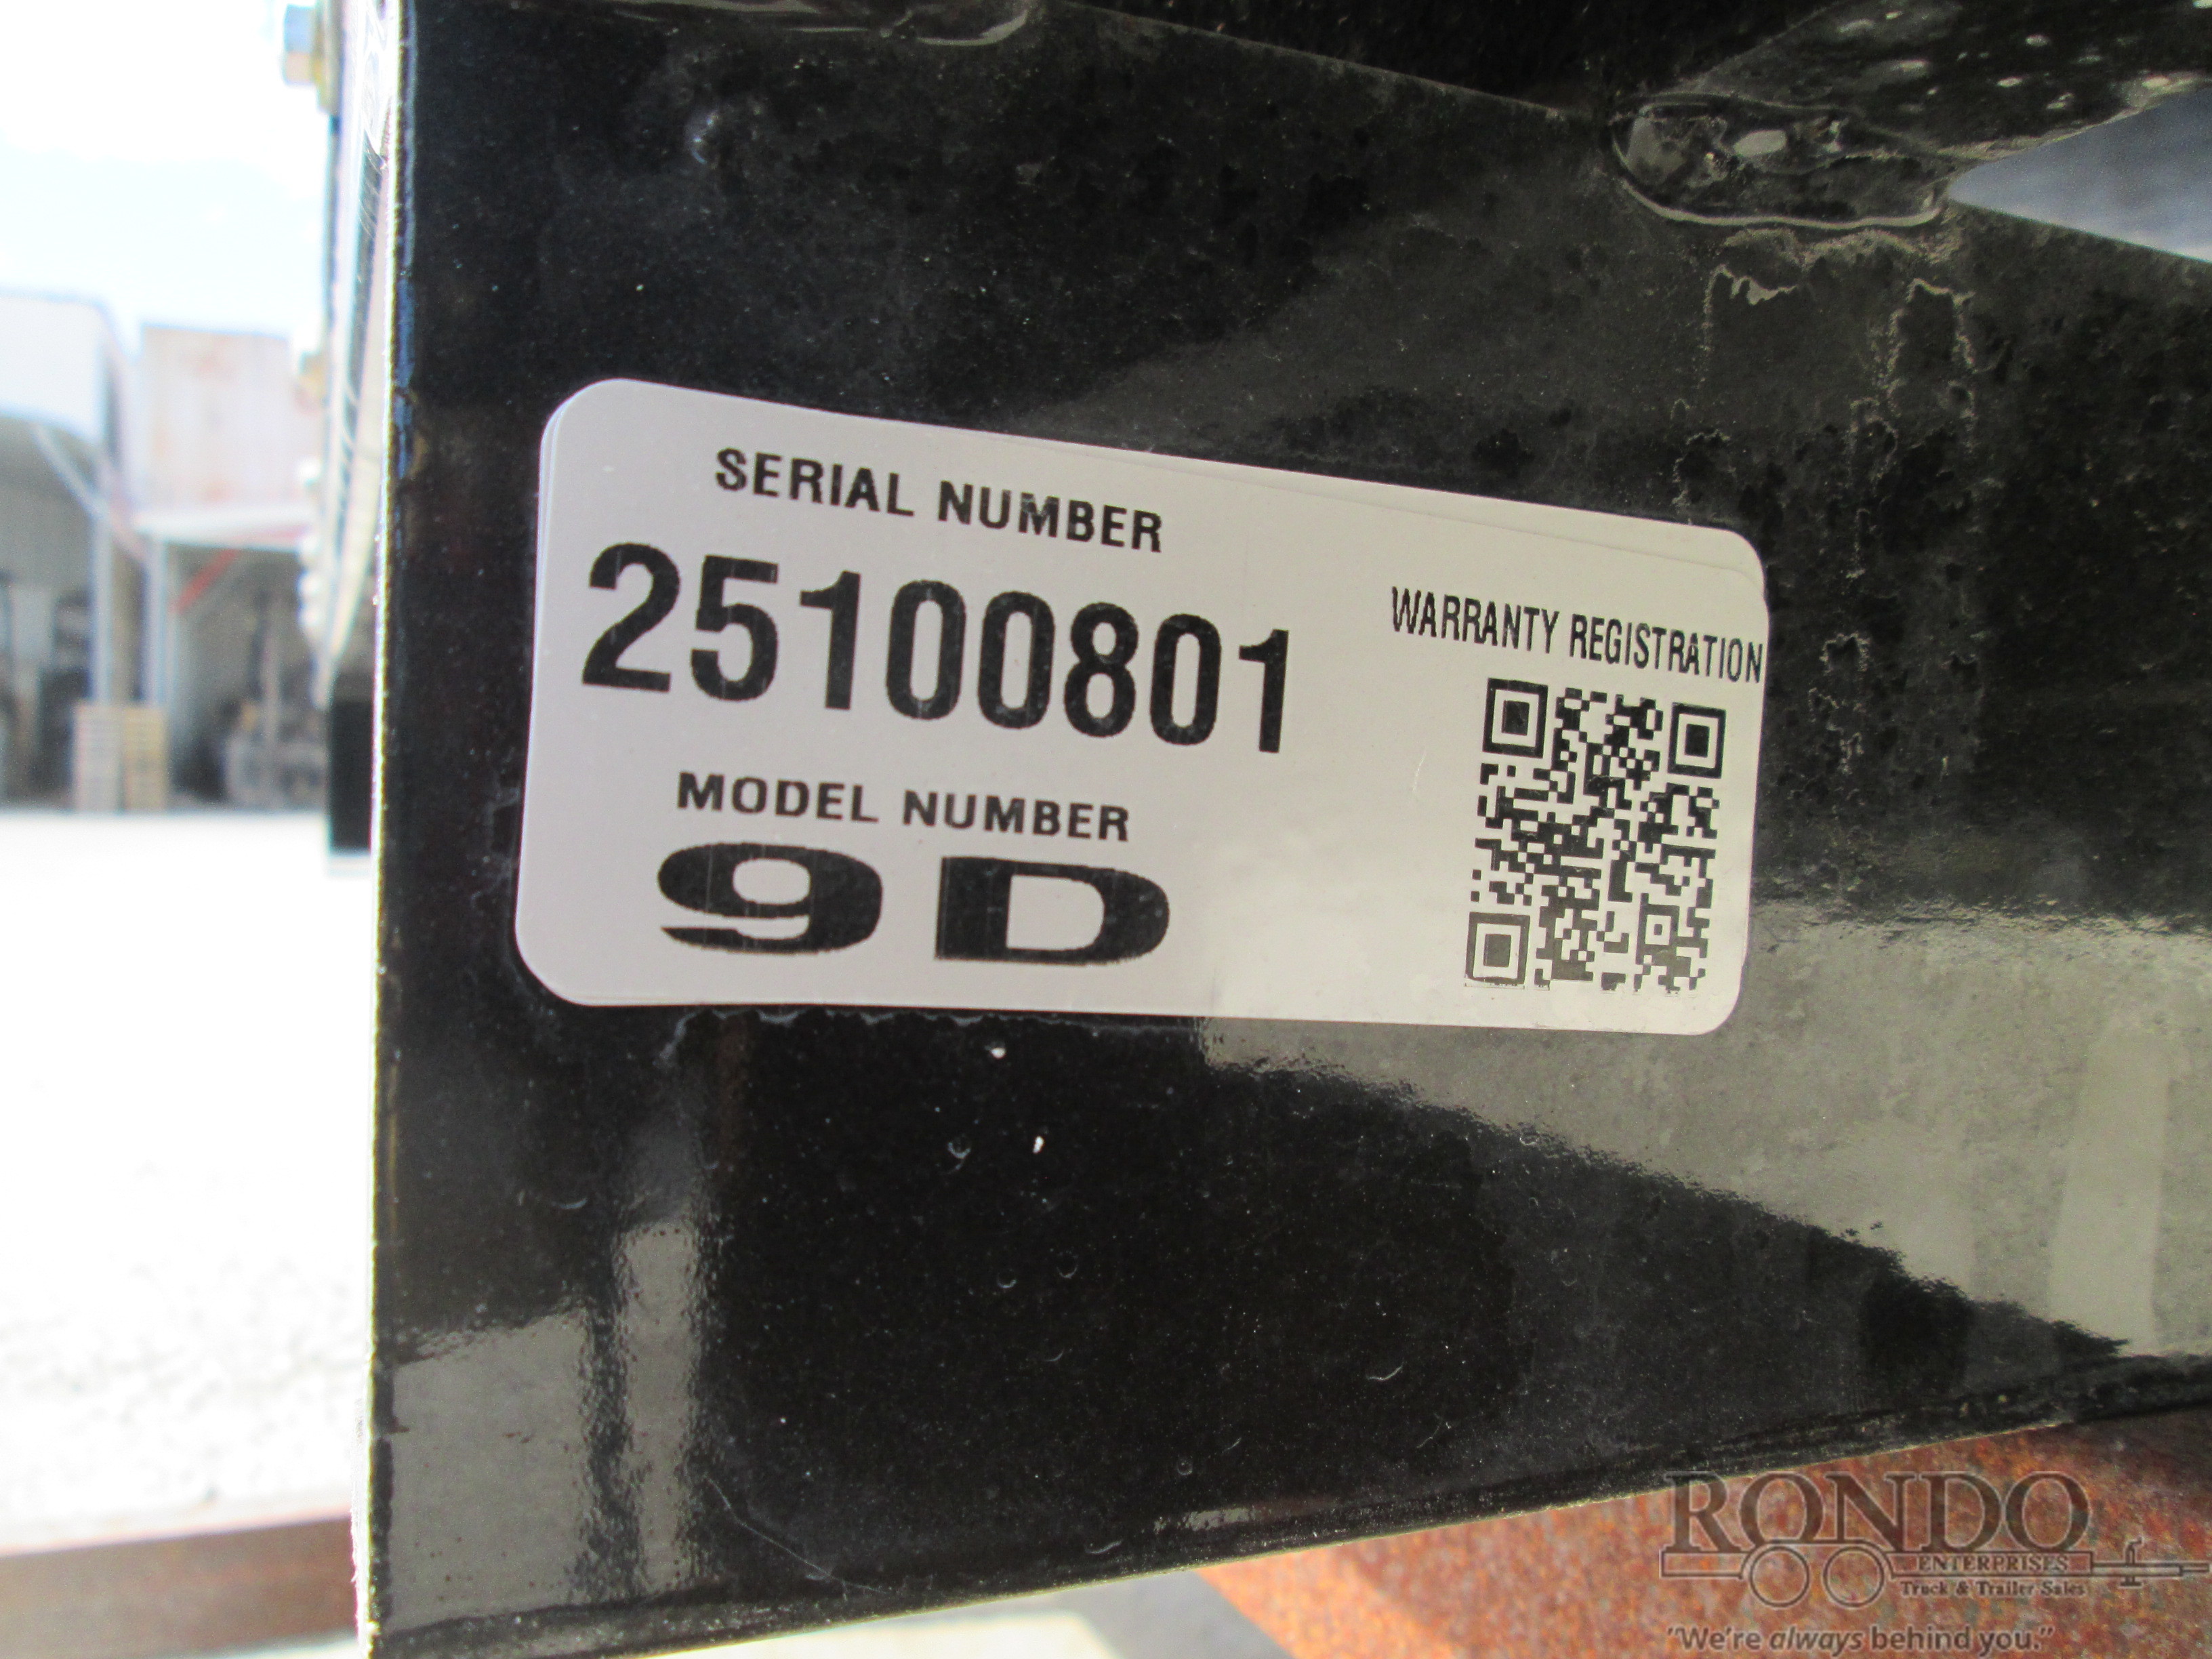 SERIAL NUMBER
25100801
WARRANTY REGISTRATION
MODEL NUMBER
9D
RONDO
ENTERPRISES
Truck & Trailer Sales
"We're always behind you."